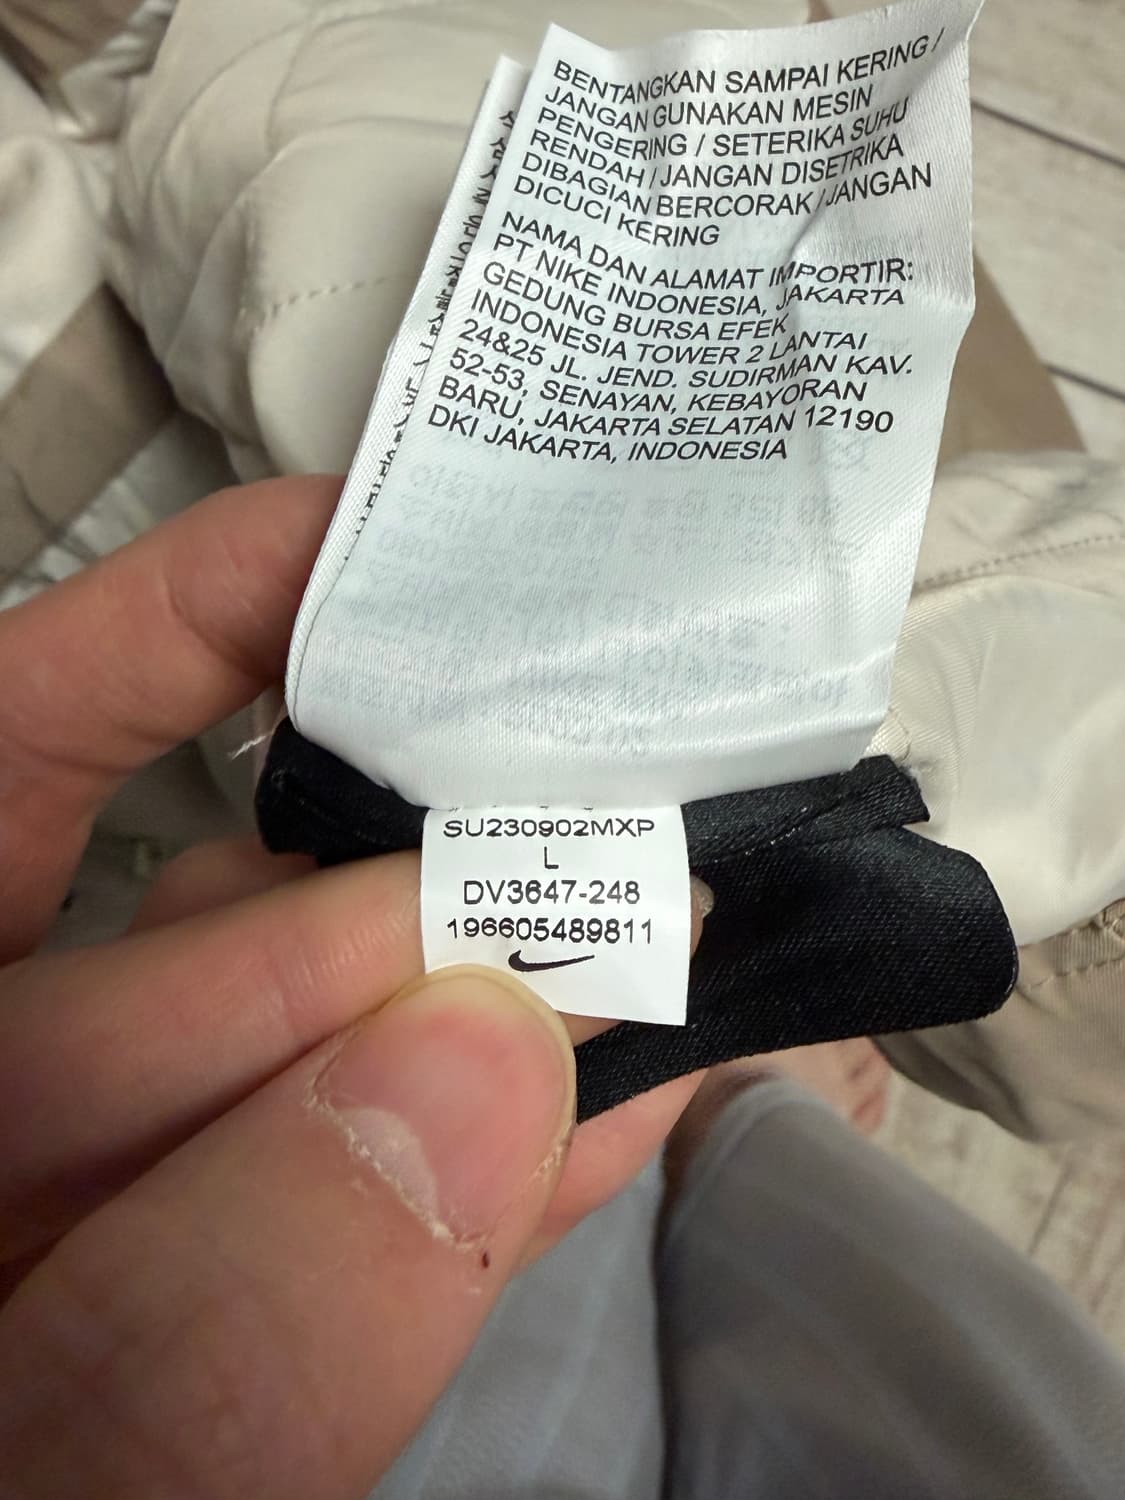 BENTANGKAN SAMPAI KERING /
JANGAN GUNAKAN MESIN
PENGERING / SETERIKA SUHU
RENDAH / JANGAN DISETRIKA
DIBAGIAN BERCORAK / JANGAN
DICUCI KERING
NAMA DAN ALAMAT IMPORTIR:
PT NIKE INDONESIA, JAKARTA
GEDUNG BURSA EFEK
INDONESIA TOWER 2 LANTAI
24&25 JL. JEND. SUDIRMAN KAV.
52-53, SENAYAN, KEBAYORAN
BARU, JAKARTA SELATAN 12190
DKI JAKARTA, INDONESIA
SU230902MXP
L
DV3647-248
196605489811